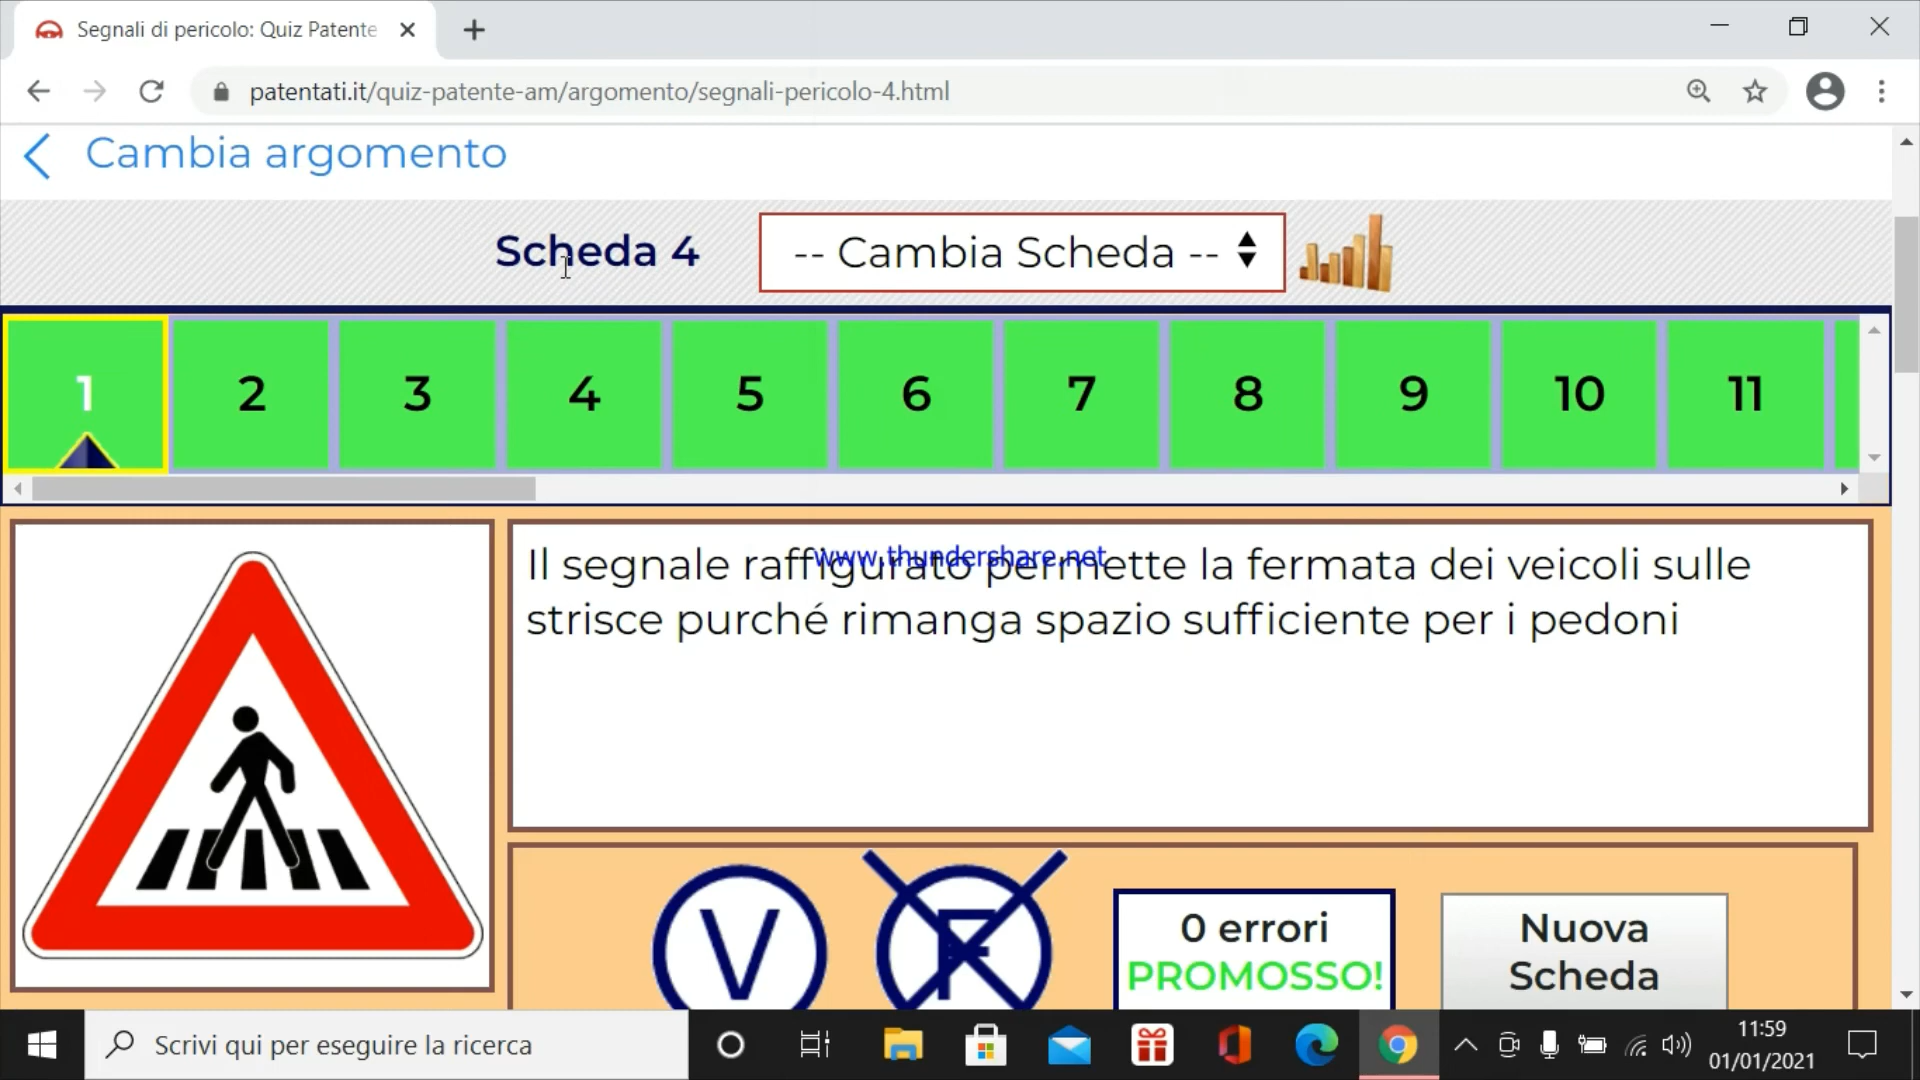 Segnali di pericolo: Quiz Patente
patentati.it/quiz-patente-am/argomento/segnali-pericolo-4.html
Cambia argomento
Scheda 4
-- Cambia Scheda --
1 2 3 4 5 6 7 8 9 10 11
www.thundershare.net
Il segnale raffigurato permette la fermata dei veicoli sulle
strisce purché rimanga spazio sufficiente per i pedoni
V F
0 errori
PROMOSSO!
Nuova
Scheda
Scrivi qui per eseguire la ricerca
11:59
01/01/2021